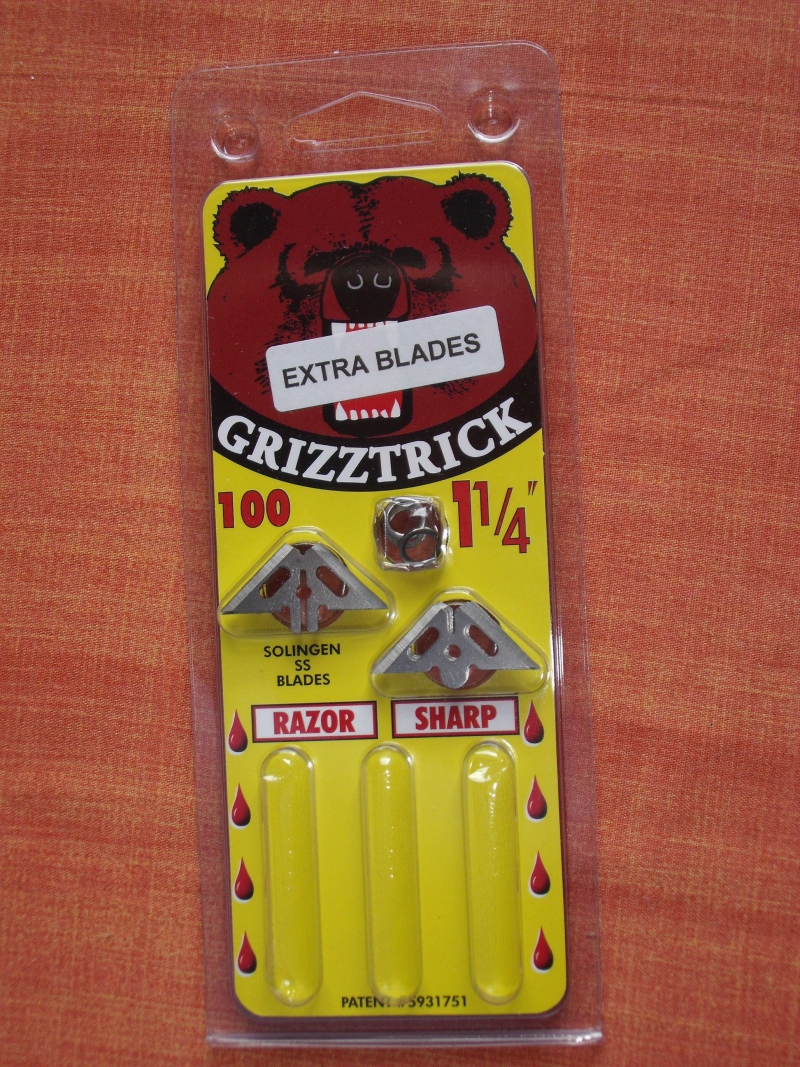 EXTRA BLADES
GRIZZTRICK
100
1 1/4"
SOLINGEN
SS
BLADES
RAZOR SHARP
PATENT #5931751